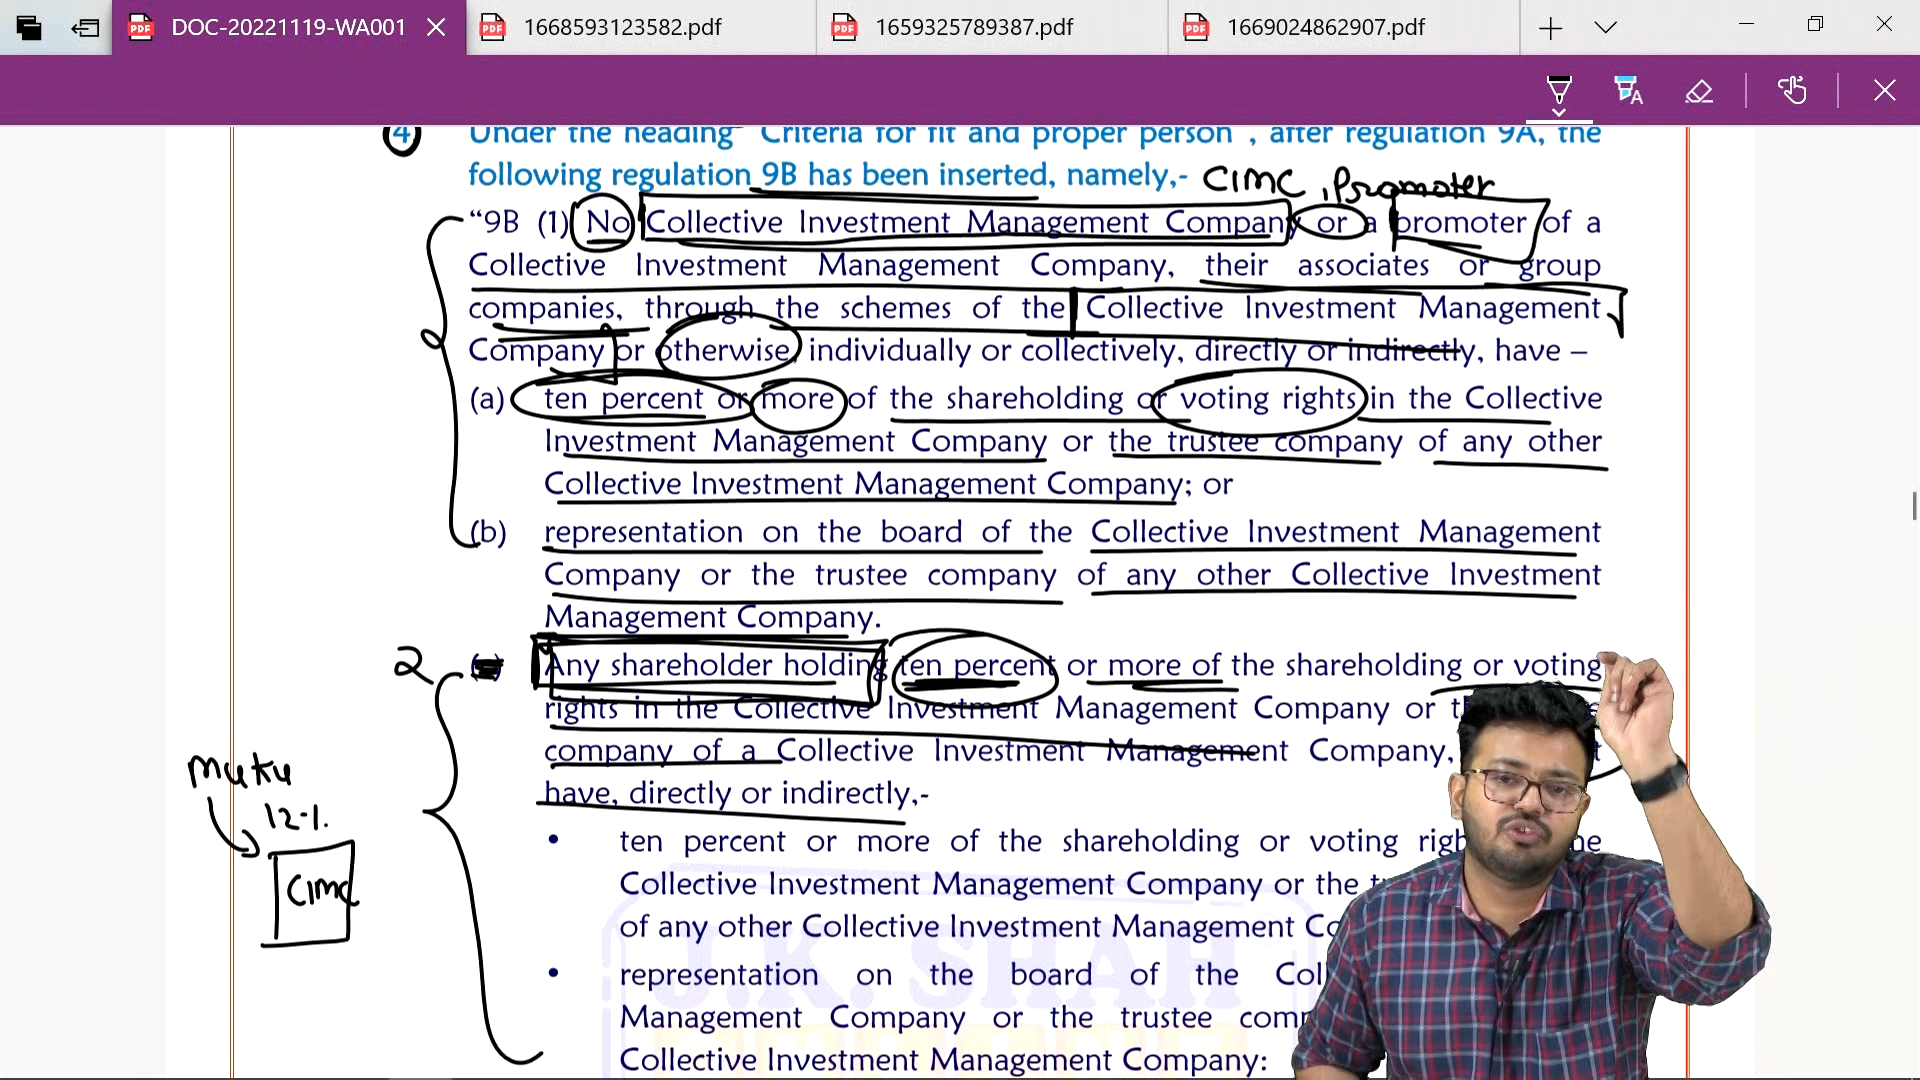 DOC-20221119-WA001
1668593123582.pdf
1659325789387.pdf
1669024862907.pdf
4 Under the heading "Criteria for fit and proper person", after regulation 9A, the
following regulation 9B has been inserted, namely,- CIMC, Promoter
"9B (1) No Collective Investment Management Company or a promoter of a
Collective Investment Management Company, their associates or group
companies, through the schemes of the Collective Investment Management
Company or otherwise, individually or collectively, directly or indirectly, have –
(a) ten percent or more of the shareholding or voting rights in the Collective
Investment Management Company or the trustee company of any other
Collective Investment Management Company; or
(b) representation on the board of the Collective Investment Management
Company or the trustee company of any other Collective Investment
Management Company.
2 Any shareholder holding ten percent or more of the shareholding or voting
rights in the Collective Investment Management Company or
company of a Collective Investment Management Company,
have, directly or indirectly,-
Muku
12-1.
CIMC
• ten percent or more of the shareholding or voting
Collective Investment Management Company or the
of any other Collective Investment Management
• representation on the board of the
Management Company or the trustee
Collective Investment Management Company:
J.K. SHAH